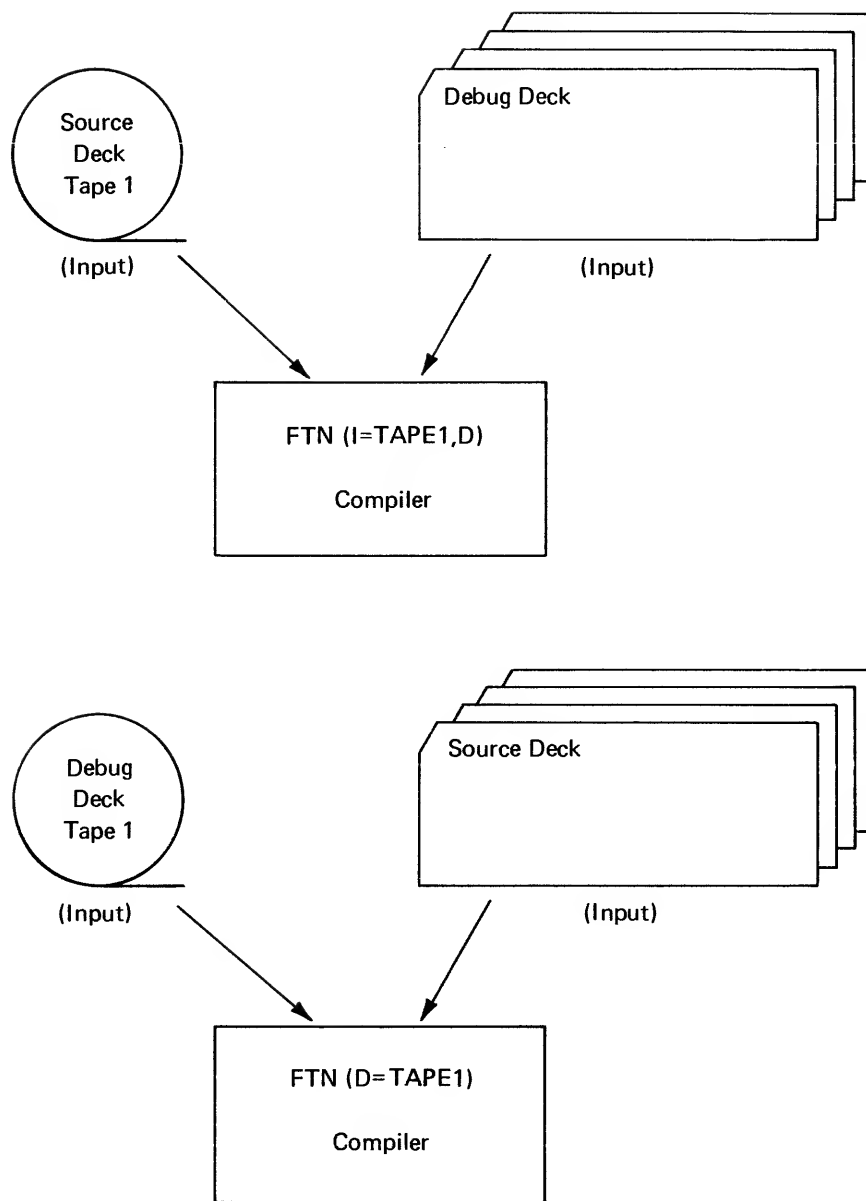 Source
Deck
Tape 1
(Input)
Debug Deck
(Input)
FTN (I=TAPE1,D)
Compiler
Debug
Deck
Tape 1
(Input)
Source Deck
(Input)
FTN (D=TAPE1)
Compiler